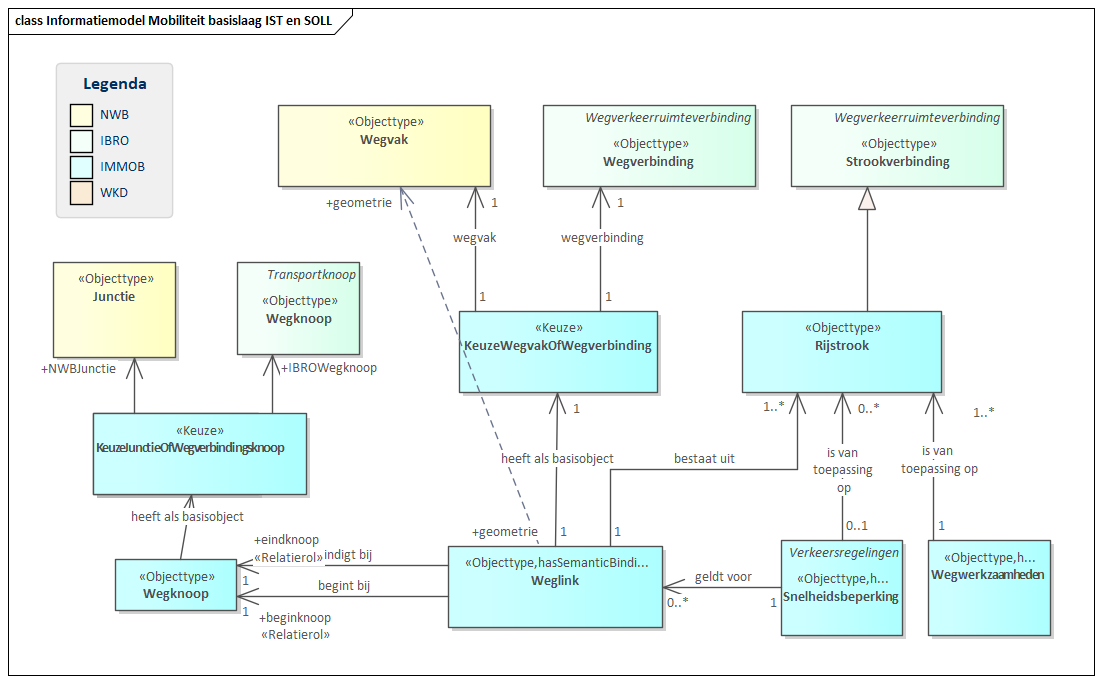 class Informatiemodel Mobiliteit basislaag IST en SOLL
Legenda
NWB
IBRO
IMMOB
WKD
«Objecttype»
Wegvak
Wegverkeerruimteverbinding
«Objecttype»
Wegverbinding
Wegverkeerruimteverbinding
«Objecttype»
Strookverbinding
+geometrie
1
1
wegvak
wegverbinding
«Objecttype»
Junctie
Transportknoop
«Objecttype»
Wegknoop
1
1
«Keuze»
KeuzeWegvakOfWegverbinding
«Objecttype»
Rijstrook
+NWBJunctie
+IBROWegknoop
1
1..*
0..*
1..*
«Keuze»
KeuzeJunctieOfWegverbindingsknoop
heeft als basisobject
bestaat uit
is van
toepassing
op
is van
toepassing op
heeft als basisobject
+geometrie
1
1
0..1
1
+eindknoop
«Relatierol»
indigt bij
1
«Objecttype»
Wegknoop
begint bij
1
+beginknoop
«Relatierol»
«Objecttype,hasSemanticBindi...
Weglink
geldt voor
0..*
1
Verkeersregelingen
«Objecttype,h...
Snelheidsbeperking
«Objecttype,h...
Wegwerkzaamheden